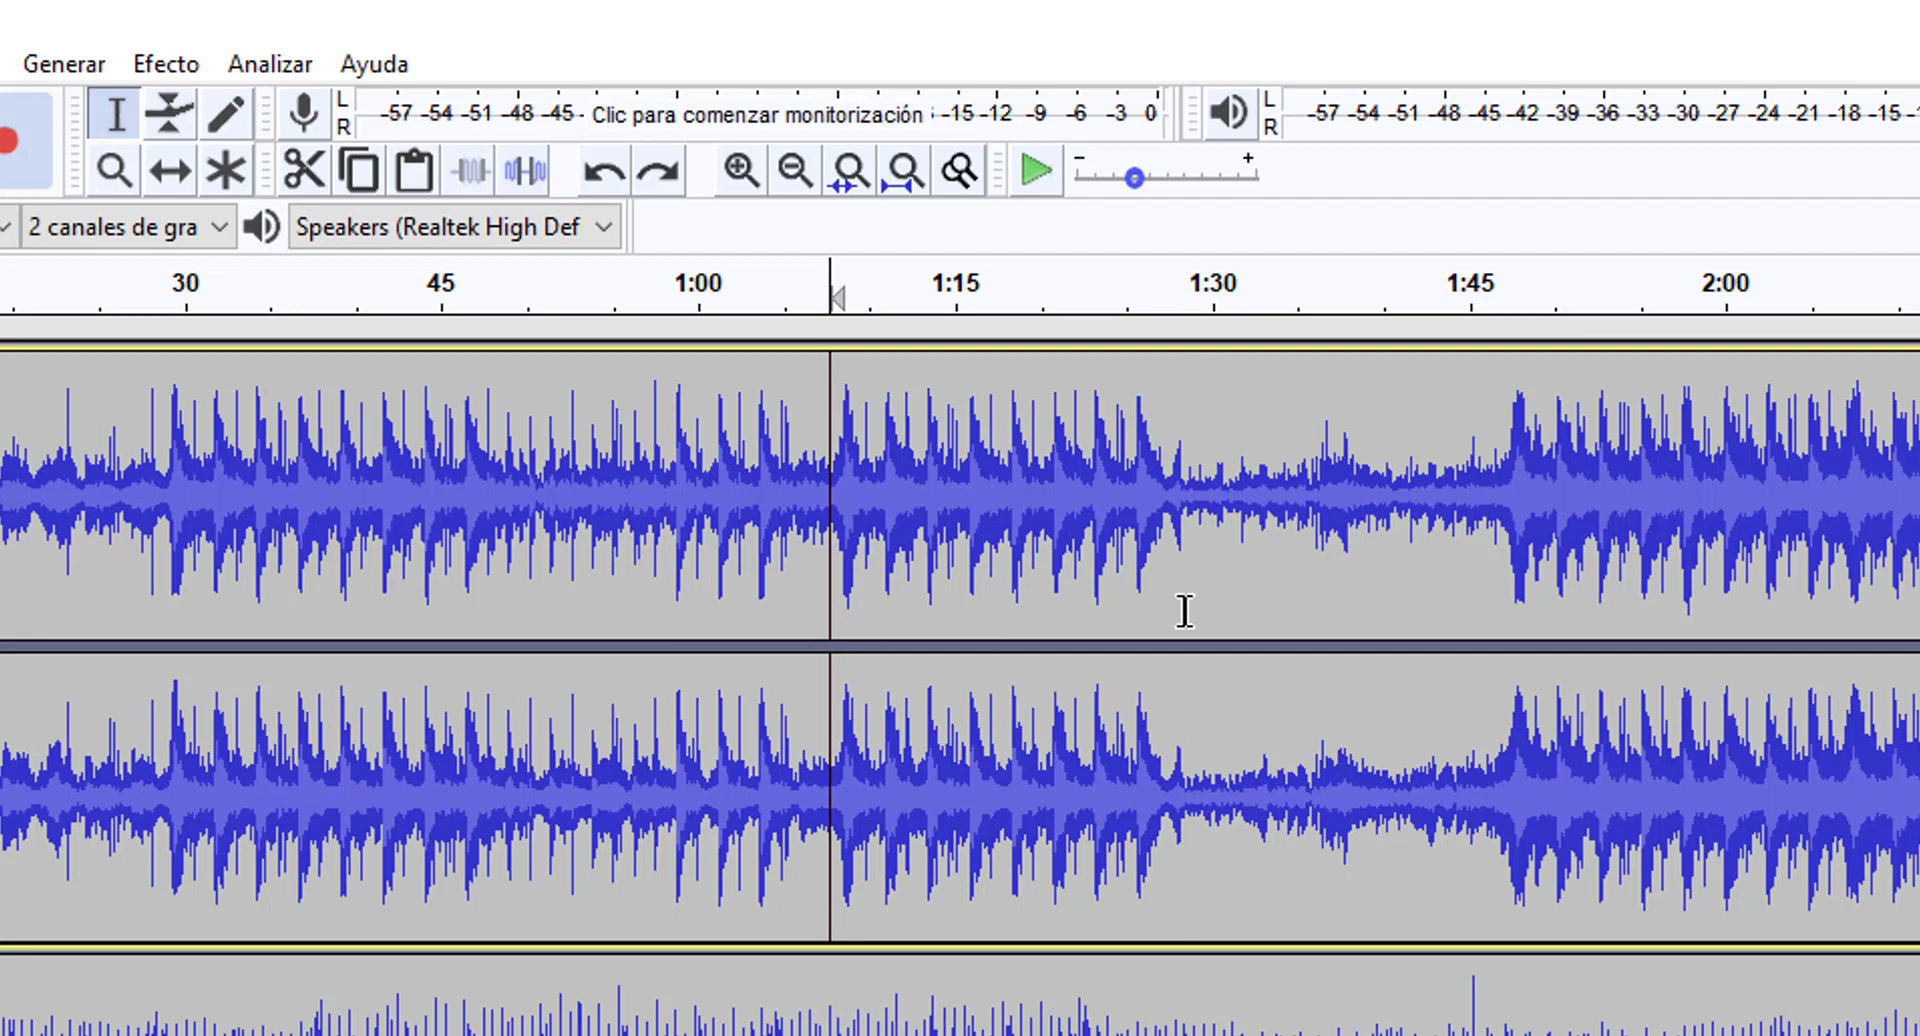 Generar Efecto Analizar Ayuda
L
R
-57 -54 -51 -48 -45 - Clic para comenzar monitorización -15 -12 -9 -6 -3 0
L
R
-57 -54 -51 -48 -45 -42 -39 -36 -33 -30 -27 -24 -21 -18 -15
- +
2 canales de gra Speakers (Realtek High Def
30 45 1:00 1:15 1:30 1:45 2:00